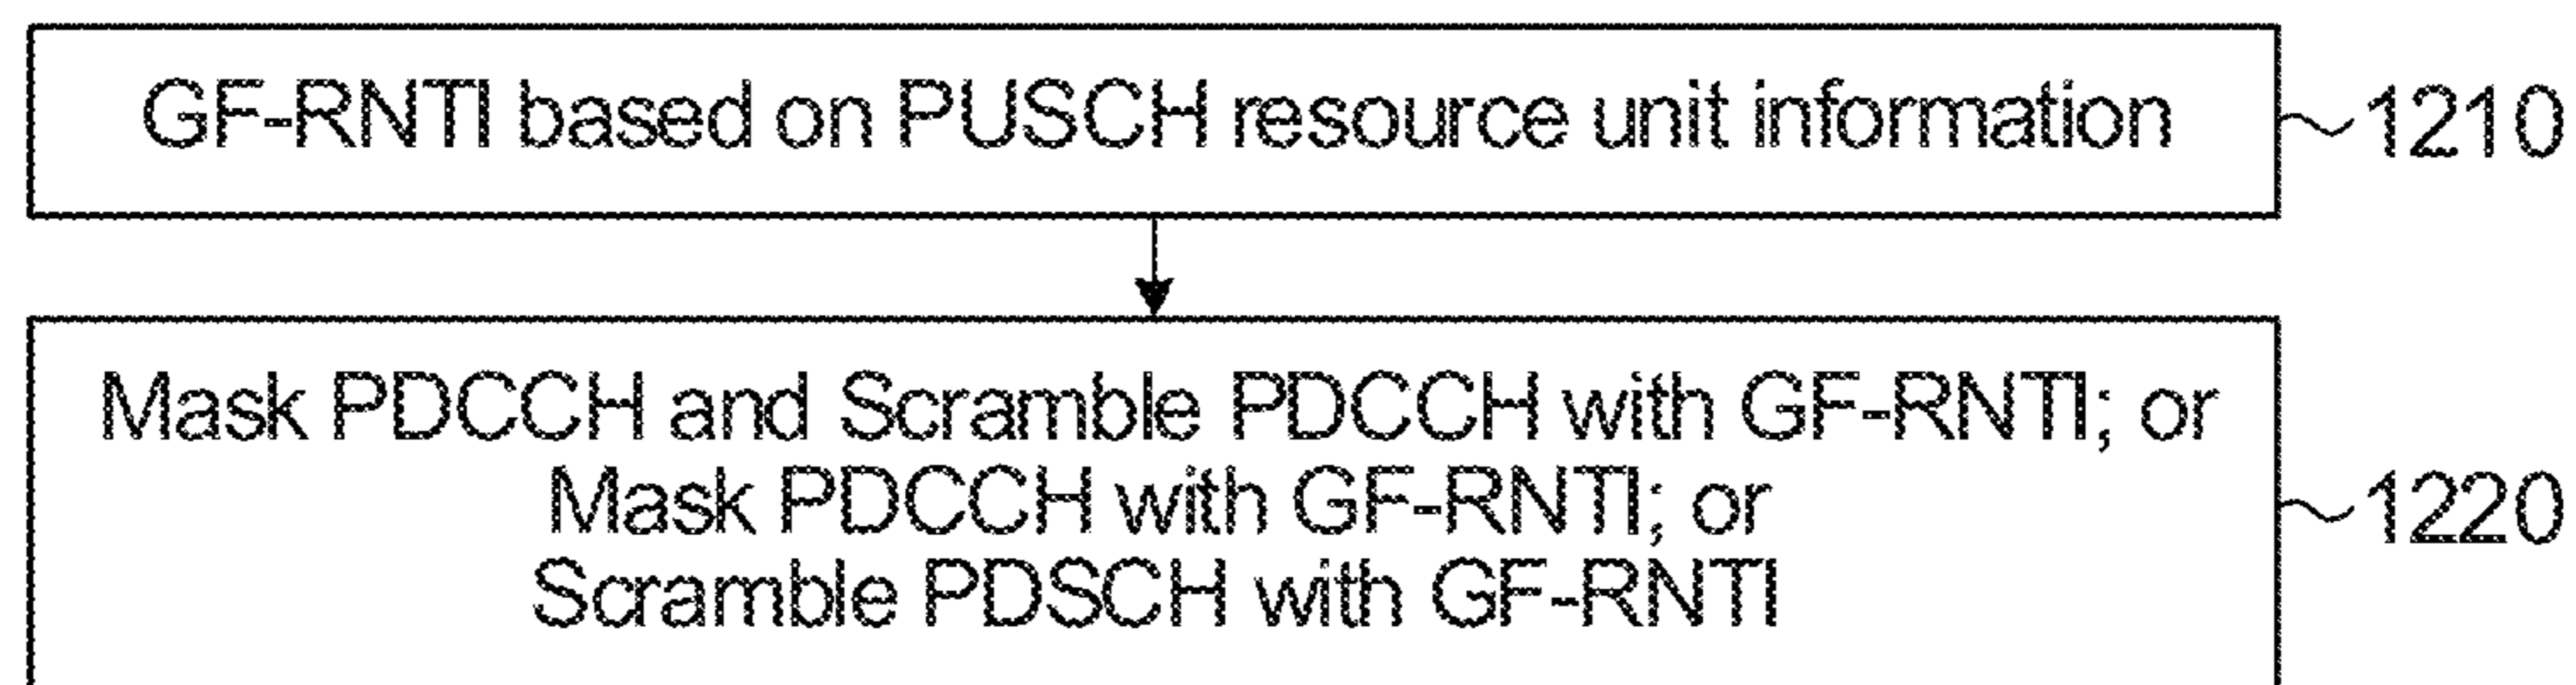 GF-RNTI based on PUSCH resource unit information
1210
Mask PDCCH and Scramble PDCCH with GF-RNTI; or
Mask PDCCH with GF-RNTI; or
Scramble PDSCH with GF-RNTI
1220